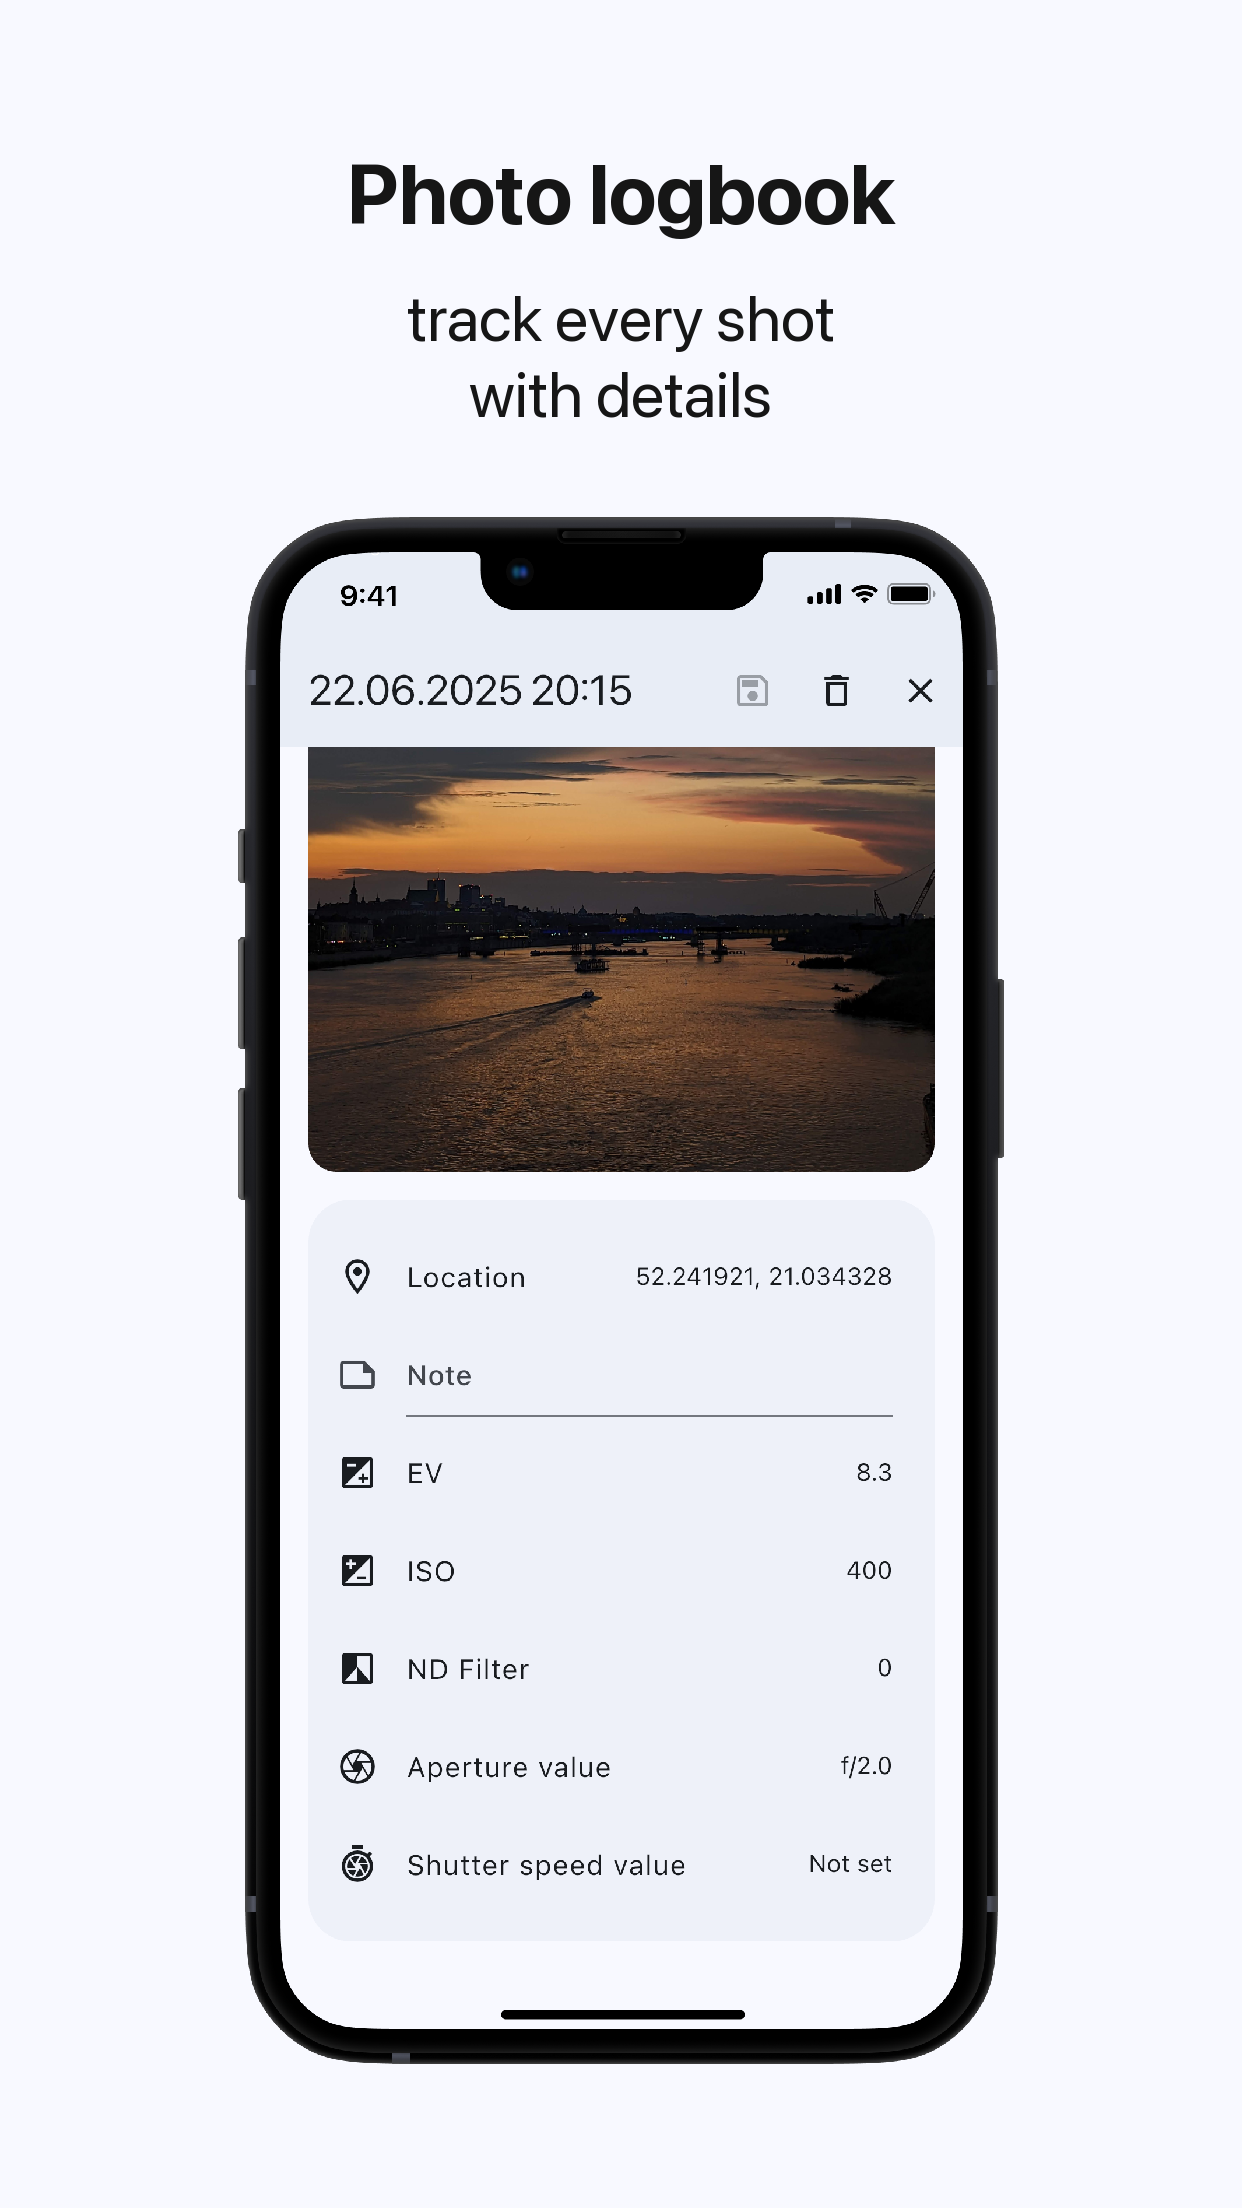 Photo logbook
track every shot
with details
9:41
22.06.2025 20:15
Location 52.241921, 21.034328
Note
EV 8.3
ISO 400
ND Filter 0
Aperture value f/2.0
Shutter speed value Not set